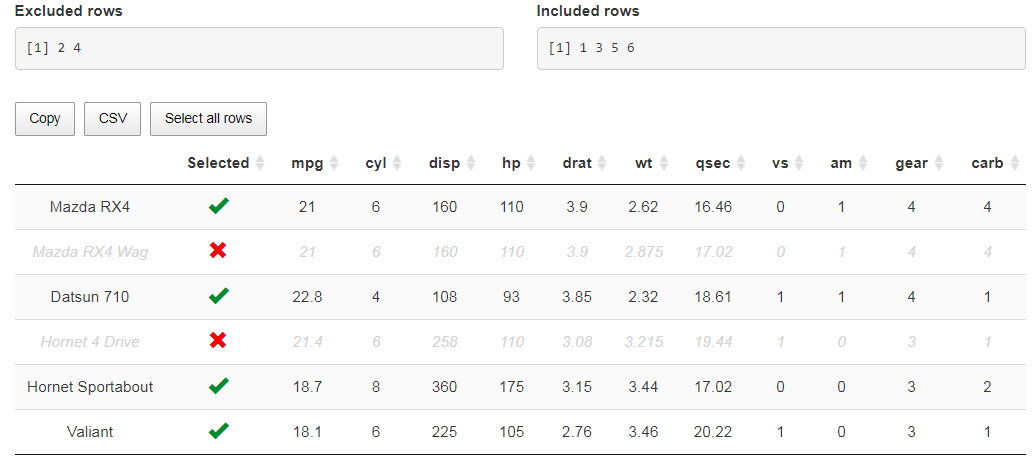 Excluded rows Included rows
[1] 2 4 [1] 1 3 5 6
Copy CSV Select all rows
Selected mpg cyl disp hp drat wt qsec vs am gear carb
Mazda RX4 21 6 160 110 3.9 2.62 16.46 0 1 4 4
Mazda RX4 Wag 21 6 160 110 3.9 2.875 17.02 0 1 4 4
Datsun 710 22.8 4 108 93 3.85 2.32 18.61 1 1 4 1
Hornet 4 Drive 21.4 6 258 110 3.08 3.215 19.44 1 0 3 1
Hornet Sportabout 18.7 8 360 175 3.15 3.44 17.02 0 0 3 2
Valiant 18.1 6 225 105 2.76 3.46 20.22 1 0 3 1